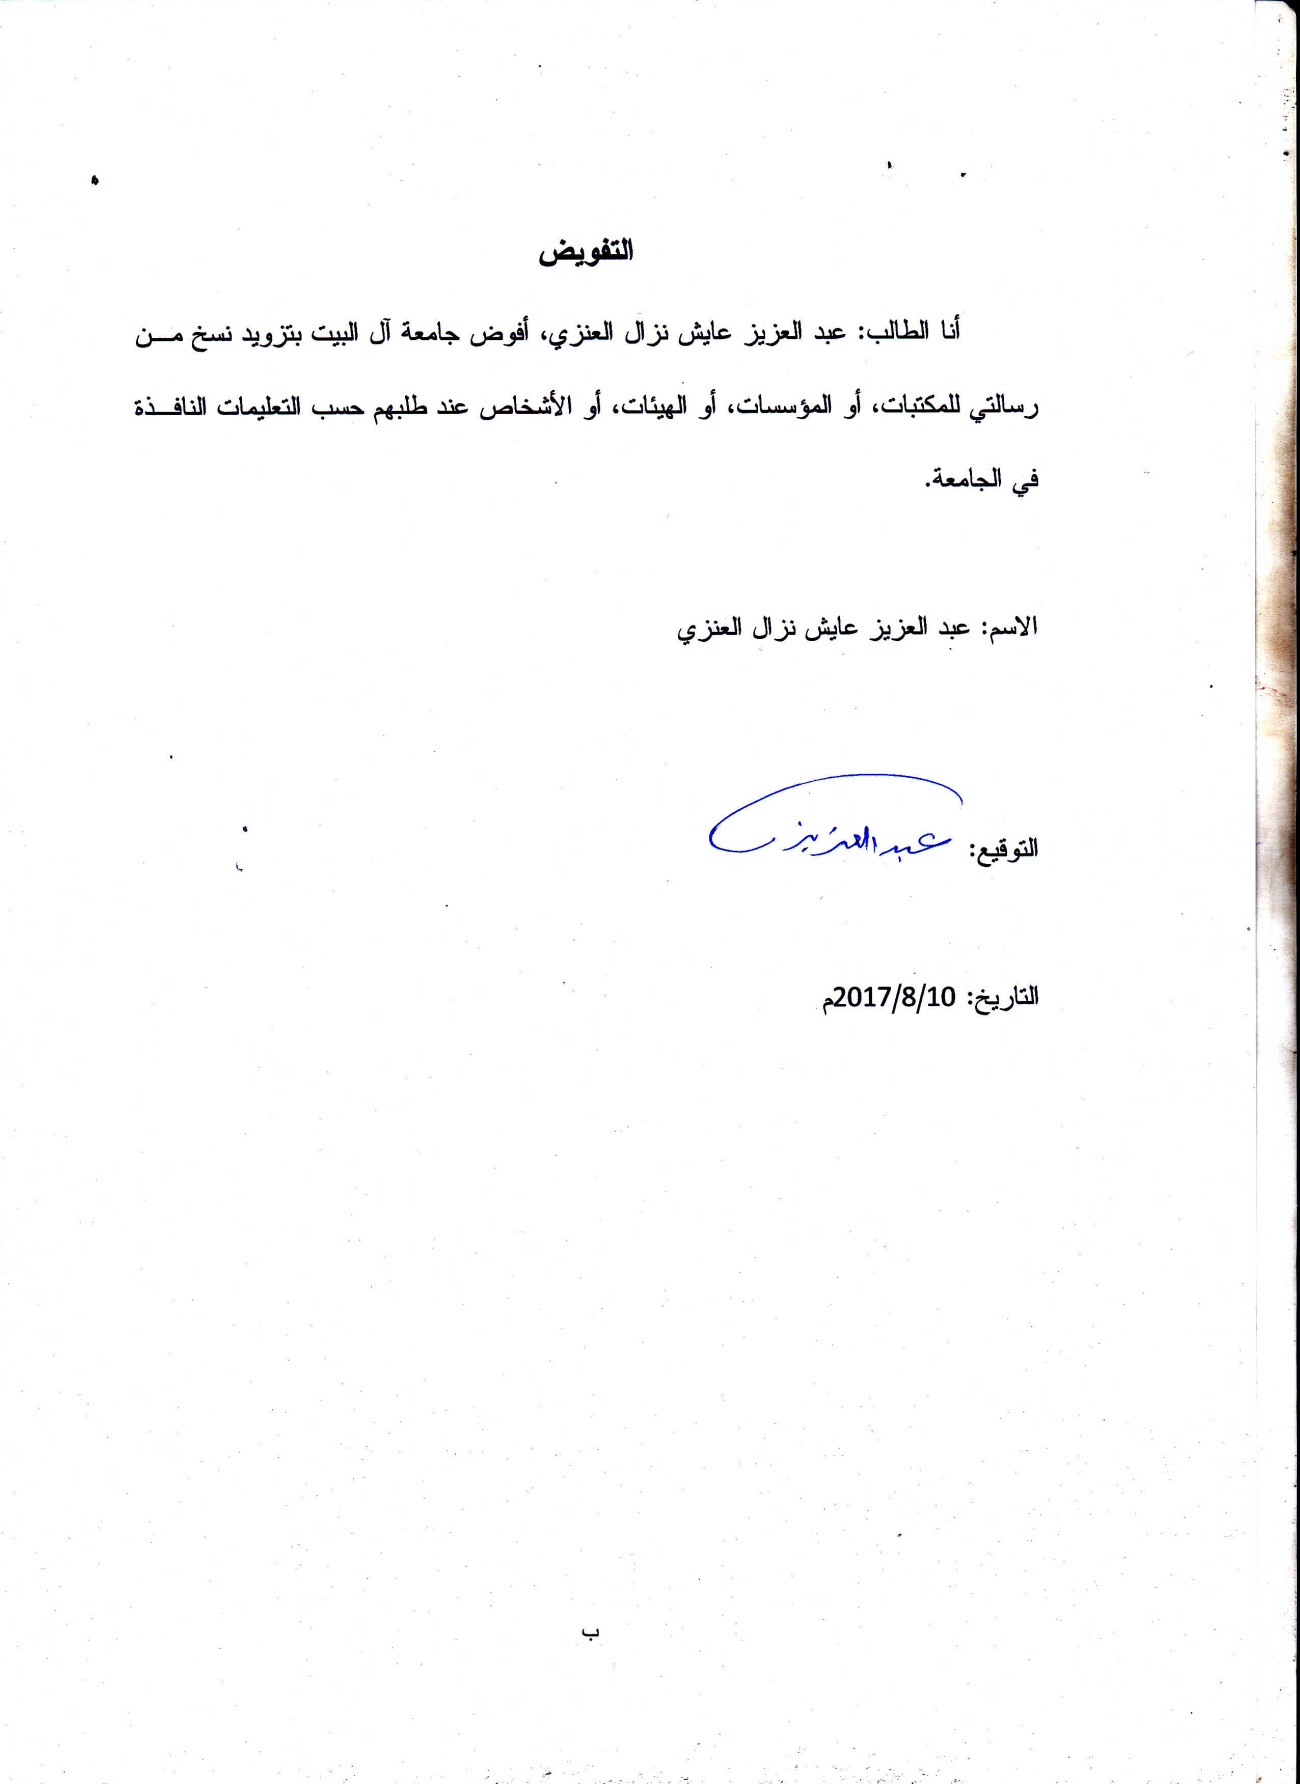 التفويض
أنا الطالب: عبد العزيز عايش نزال العنزي، أفوض جامعة آل البيت بتزويد نسخ مـــن
رسالتي للمكتبات، أو المؤسسات، أو الهيئات، أو الأشخاص عند طلبهم حسب التعليمات النافـــذة
في الجامعة.
الاسم: عبد العزيز عايش نزال العنزي
التوقيع: عبدالعزيز
التاريخ: 2017/8/10م
ب